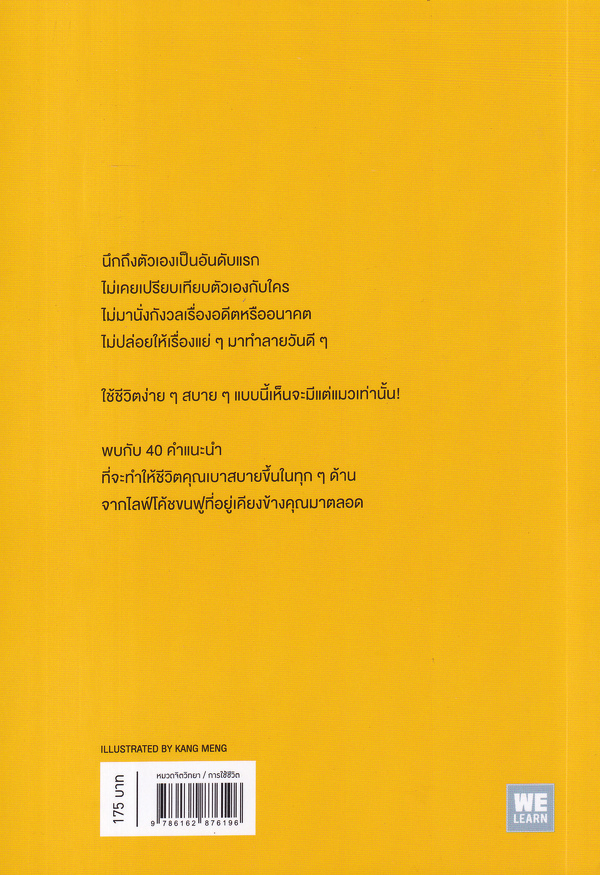 นึกถึงตัวเองเป็นอันดับแรก
ไม่เคยเปรียบเทียบตัวเองกับใคร
ไม่มานั่งกังวลเรื่องอดีตหรืออนาคต
ไม่ปล่อยให้เรื่องแย่ ๆ มาทำลายวันดี ๆ
ใช้ชีวิตง่าย ๆ สบาย ๆ แบบนี้เห็นจะมีแต่แมวเท่านั้น!
พบกับ 40 คำแนะนำ
ที่จะทำให้ชีวิตคุณเบาสบายขึ้นในทุก ๆ ด้าน
จากไลฟ์โค้ชขนฟูที่อยู่เคียงข้างคุณมาตลอด
ILLUSTRATED BY KANG MENG
175 บาท
หมวดจิตวิทยา / การใช้ชีวิต
9 786162 876196
WE
LEARN